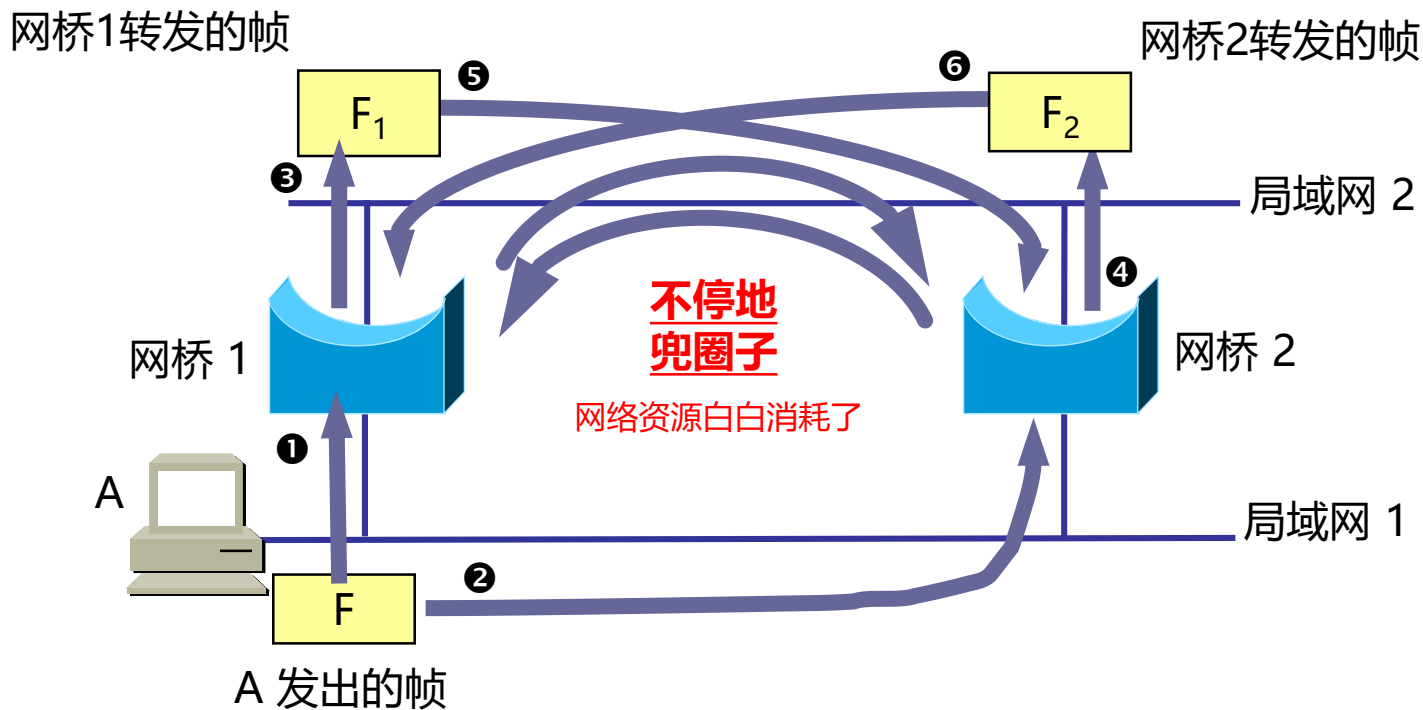 网桥1转发的帧
网桥2转发的帧
❺
❻
F₁
F₂
❸
局域网 2
❹
不停地
兜圈子
网桥 1
网桥 2
网络资源白白消耗了
❶
A
局域网 1
❷
F
A 发出的帧